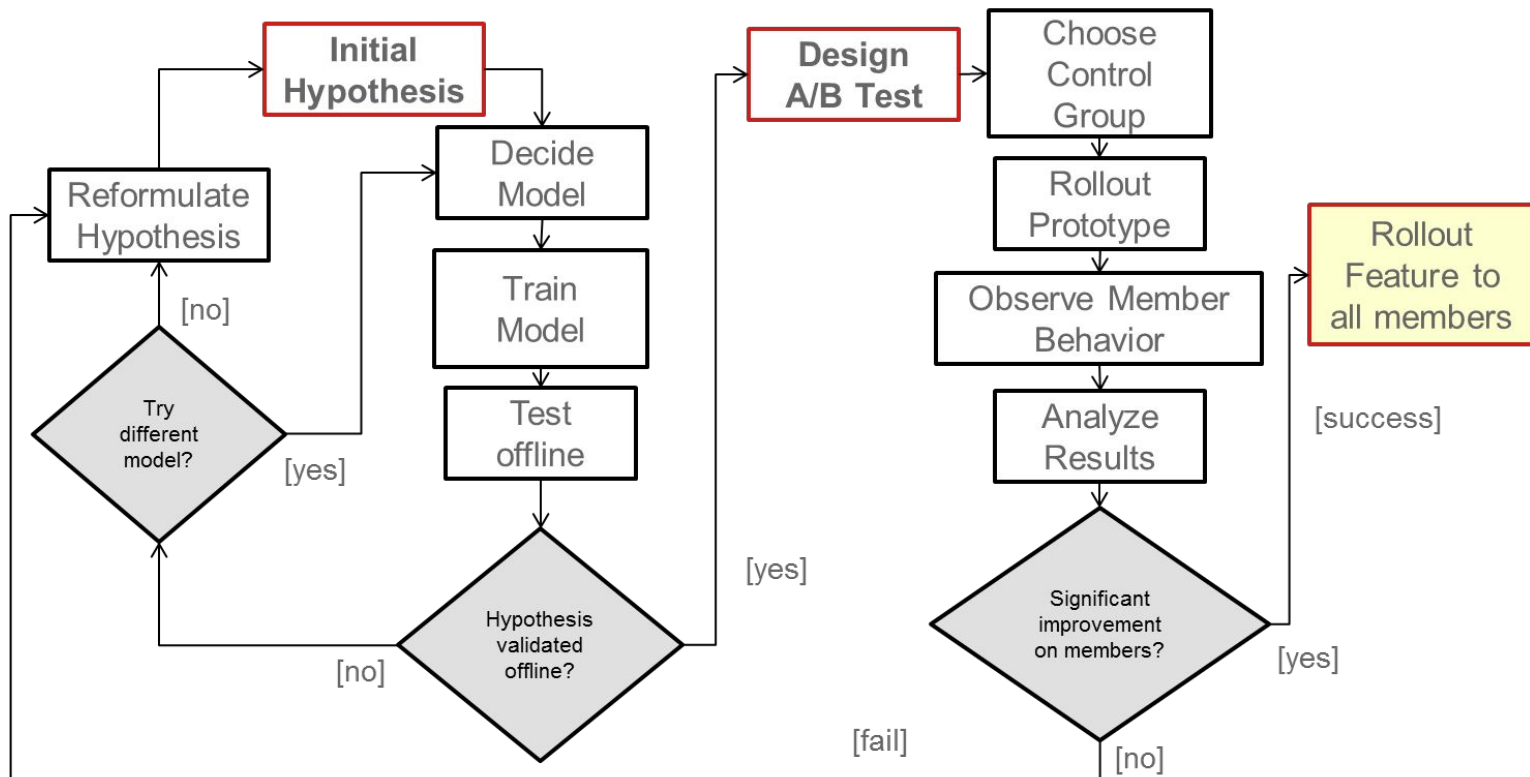 Initial
Hypothesis
Decide
Model
Train
Model
Test
offline
Hypothesis
validated
offline?
[no]
[yes]
Try
different
model?
[yes]
[no]
Reformulate
Hypothesis
Design
A/B Test
Choose
Control
Group
Rollout
Prototype
Observe Member
Behavior
Analyze
Results
Significant
improvement
on members?
[yes]
[success]
Rollout
Feature to
all members
[no]
[fail]